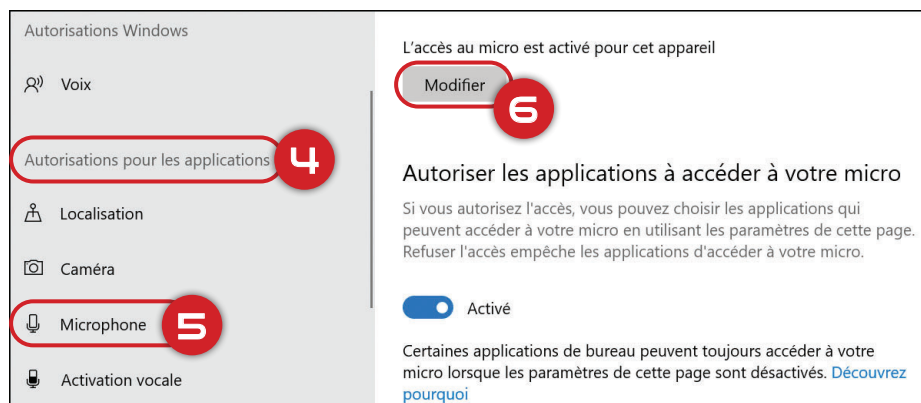 Autorisations Windows
Voix
Autorisations pour les applications
4
Localisation
Caméra
Microphone
5
Activation vocale
L'accès au micro est activé pour cet appareil
Modifier
6
Autoriser les applications à accéder à votre micro
Si vous autorisez l'accès, vous pouvez choisir les applications qui
peuvent accéder à votre micro en utilisant les paramètres de cette page.
Refuser l'accès empêche les applications d'accéder à votre micro.
Activé
Certaines applications de bureau peuvent toujours accéder à votre
micro lorsque les paramètres de cette page sont désactivés. Découvrez
pourquoi